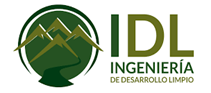 IDL
INGENIERÍA
DE DESARROLLO LIMPIO